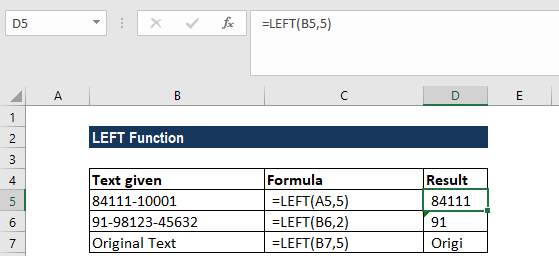 D5 fx =LEFT(B5,5)
A B C D E
1
2 LEFT Function
3
4 Text given Formula Result
5 84111-10001 =LEFT(A5,5) 84111
6 91-98123-45632 =LEFT(B6,2) 91
7 Original Text =LEFT(B7,5) Origi